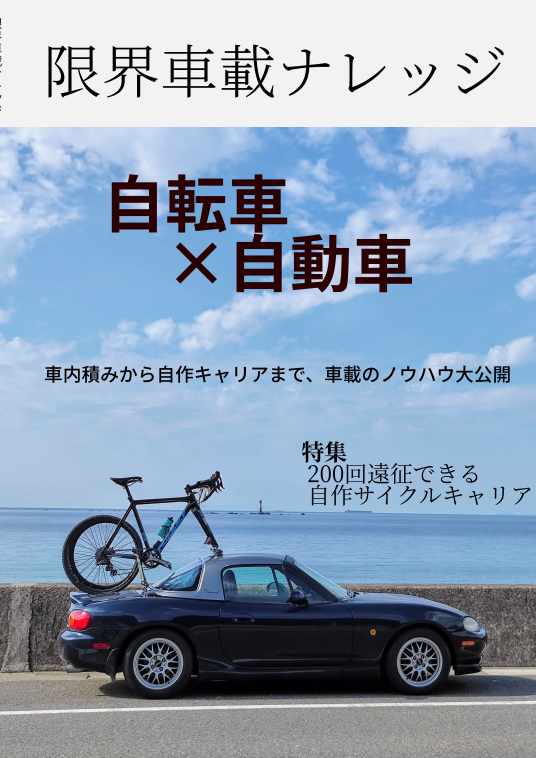 限界車載ナレッジ
自転車
×自動車
車内積みから自作キャリアまで、車載のノウハウ大公開
特集
200回遠征できる
自作サイクルキャリア